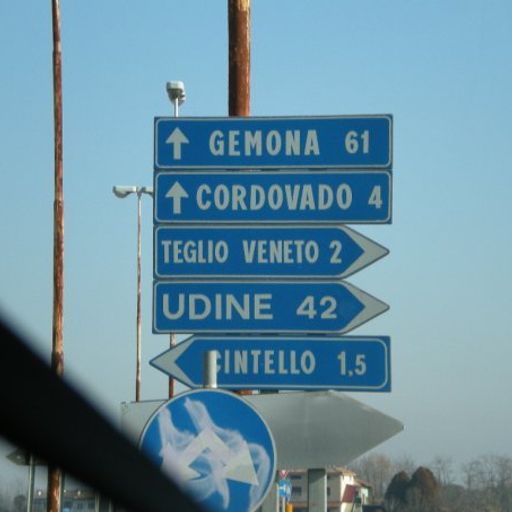 GEMONA 61
CORDOVADO 4
TEGLIO VENETO 2
UDINE 42
CINTELLO 1,5